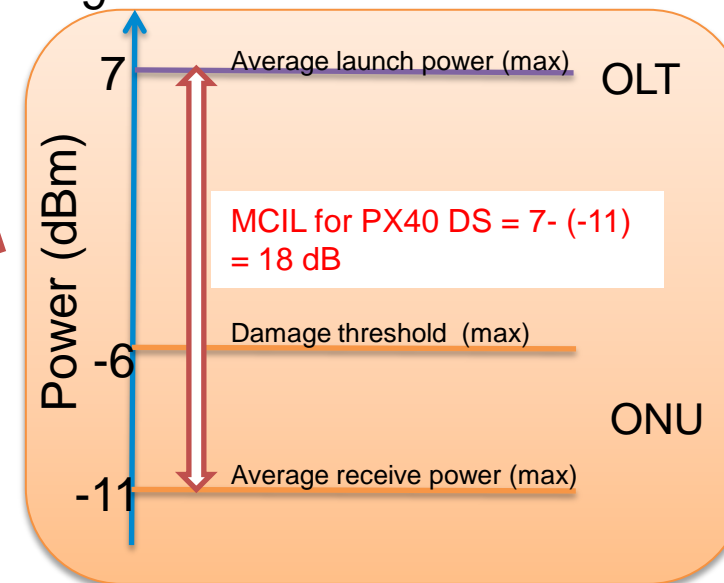 7
Average launch power (max)
OLT
Power (dBm)
MCIL for PX40 DS = 7- (-11)
= 18 dB
Damage threshold (max)
-6
ONU
Average receive power (max)
-11